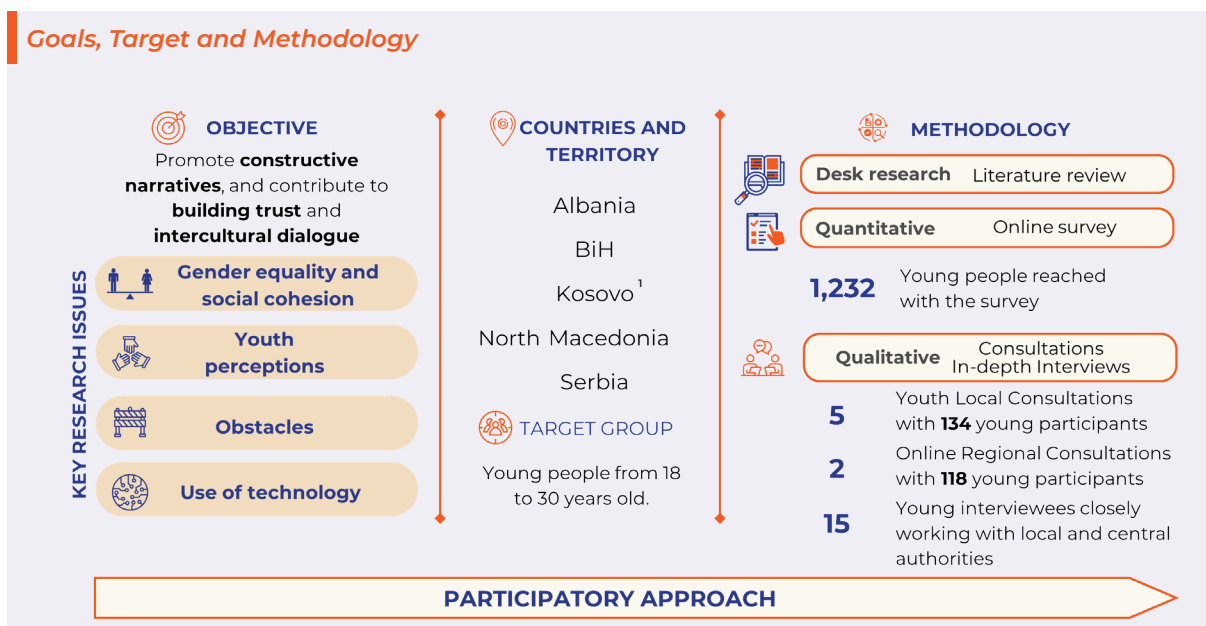 Goals, Target and Methodology
OBJECTIVE
Promote constructive
narratives, and contribute to
building trust and
intercultural dialogue
KEY RESEARCH ISSUES
Gender equality and
social cohesion
Youth
perceptions
Obstacles
Use of technology
COUNTRIES AND
TERRITORY
Albania
BiH
Kosovo¹
North Macedonia
Serbia
TARGET GROUP
Young people from 18
to 30 years old.
METHODOLOGY
Desk research Literature review
Quantitative Online survey
1,232 Young people reached
with the survey
Qualitative Consultations
In-depth Interviews
5 Youth Local Consultations
with 134 young participants
2 Online Regional Consultations
with 118 young participants
15 Young interviewees closely
working with local and central
authorities
PARTICIPATORY APPROACH